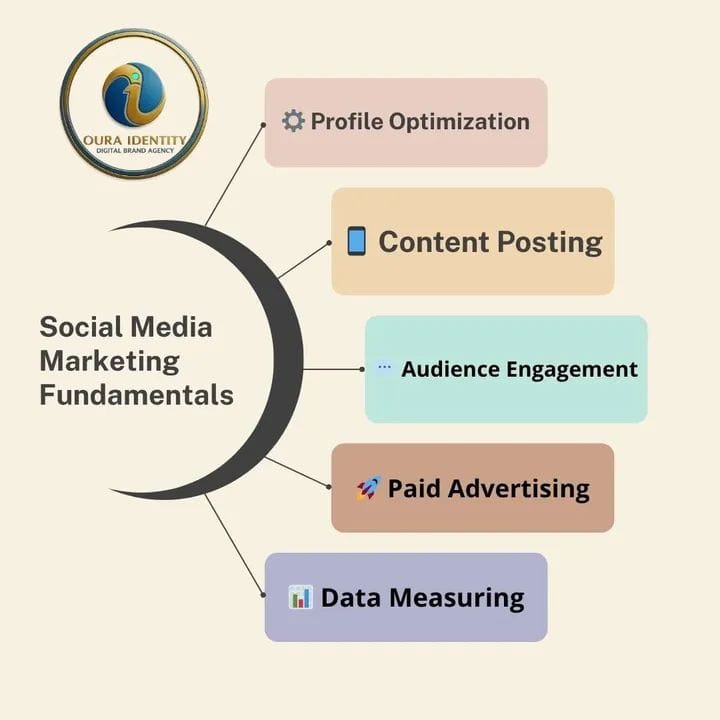 OURA IDENTITY
DIGITAL BRAND AGENCY
Profile Optimization
Content Posting
Social Media
Marketing
Fundamentals
Audience Engagement
Paid Advertising
Data Measuring